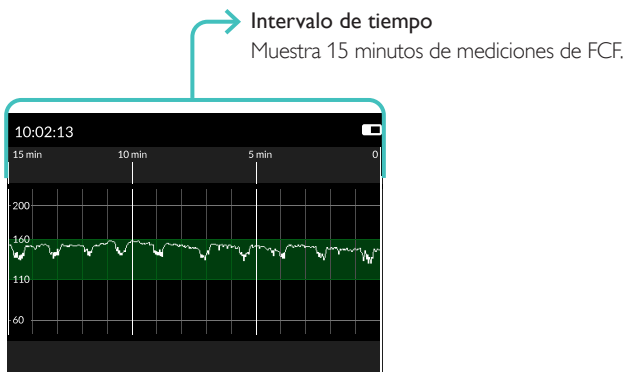 Intervalo de tiempo
Muestra 15 minutos de mediciones de FCF.
10:02:13
15 min 10 min 5 min 0
200
160
110
60